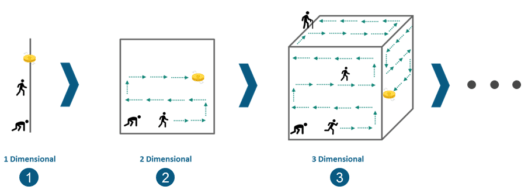 1 Dimensional
2 Dimensional
3 Dimensional
1
2
3